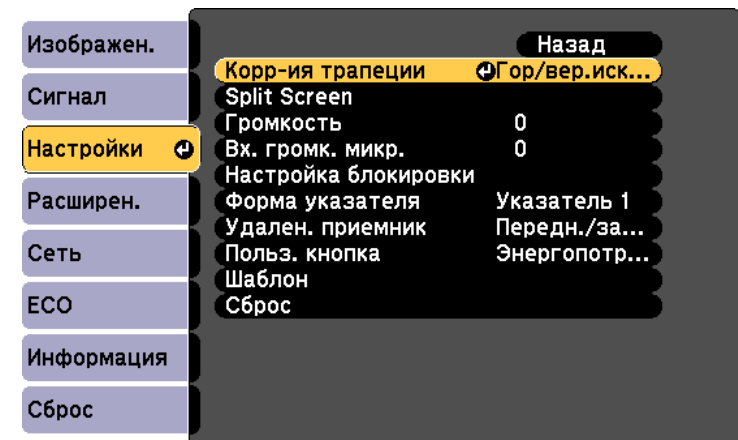 Изображен.
Сигнал
Настройки
Расширен.
Сеть
ECO
Информация
Сброс
Назад
Корр-ия трапеции Гор/вер.иск...
Split Screen
Громкость 0
Вх. громк. микр. 0
Настройка блокировки
Форма указателя Указатель 1
Удален. приемник Передн./за...
Польз. кнопка Энергопотр...
Шаблон
Сброс